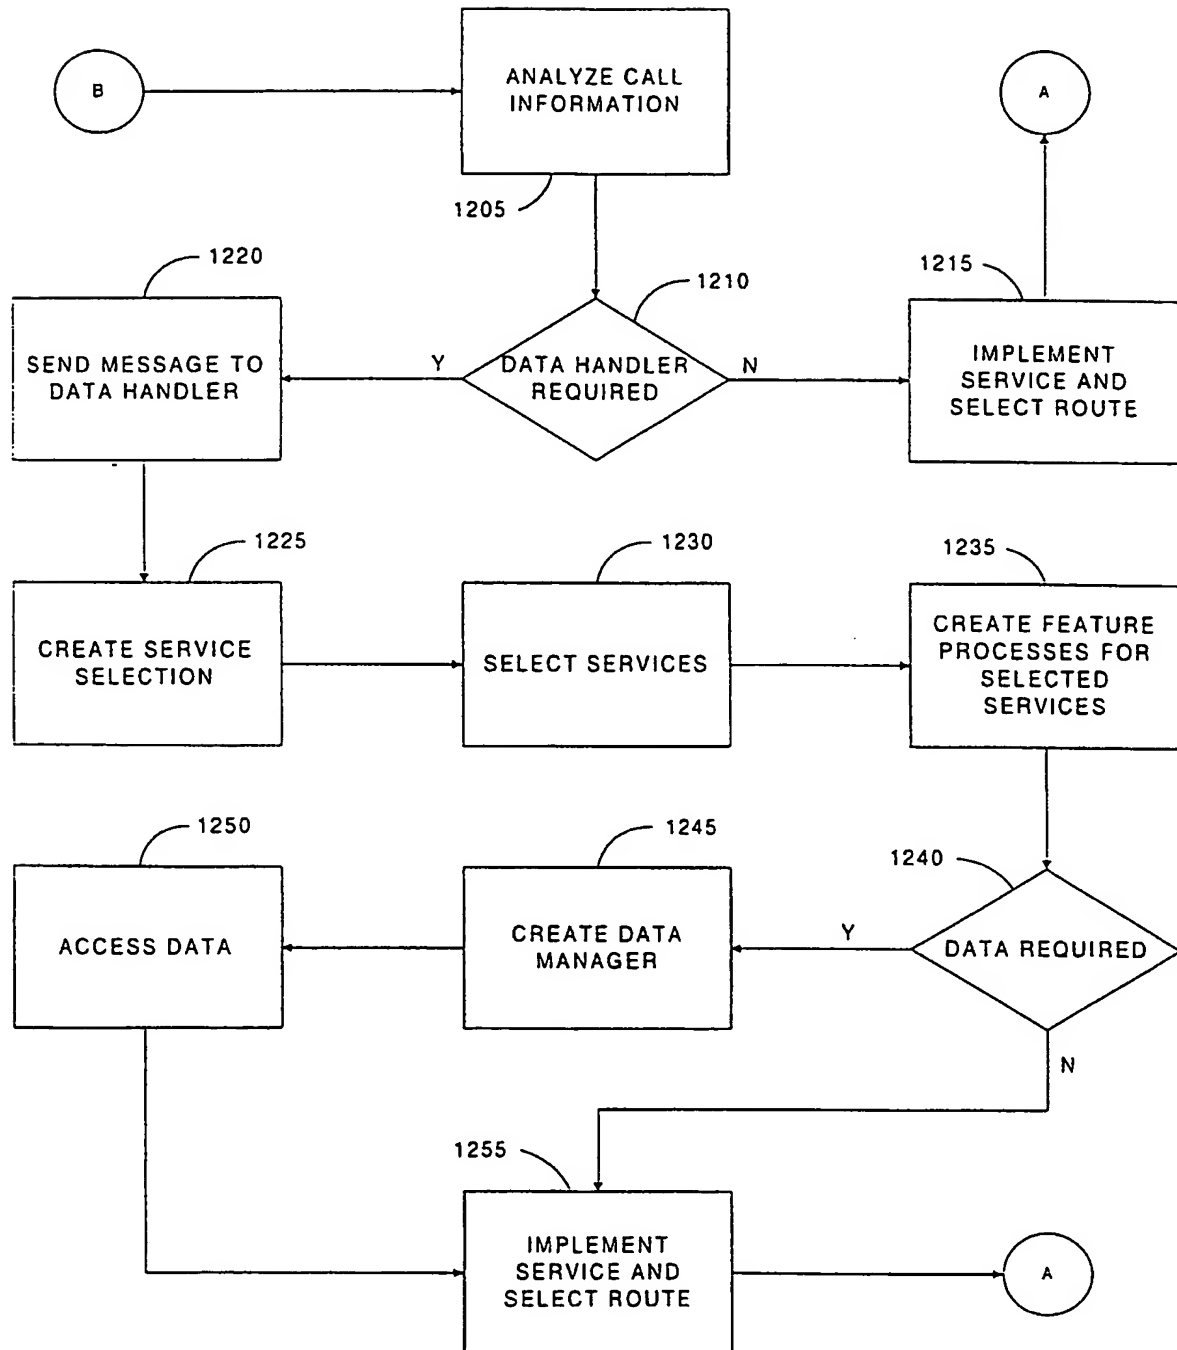 B
ANALYZE CALL
INFORMATION
A
1205
1220
1210
1215
SEND MESSAGE TO
DATA HANDLER
Y
DATA HANDLER
REQUIRED
N
IMPLEMENT
SERVICE AND
SELECT ROUTE
1225
1230
1235
CREATE SERVICE
SELECTION
SELECT SERVICES
CREATE FEATURE
PROCESSES FOR
SELECTED
SERVICES
1250
1245
1240
ACCESS DATA
CREATE DATA
MANAGER
Y
DATA REQUIRED
N
1255
IMPLEMENT
SERVICE AND
SELECT ROUTE
A